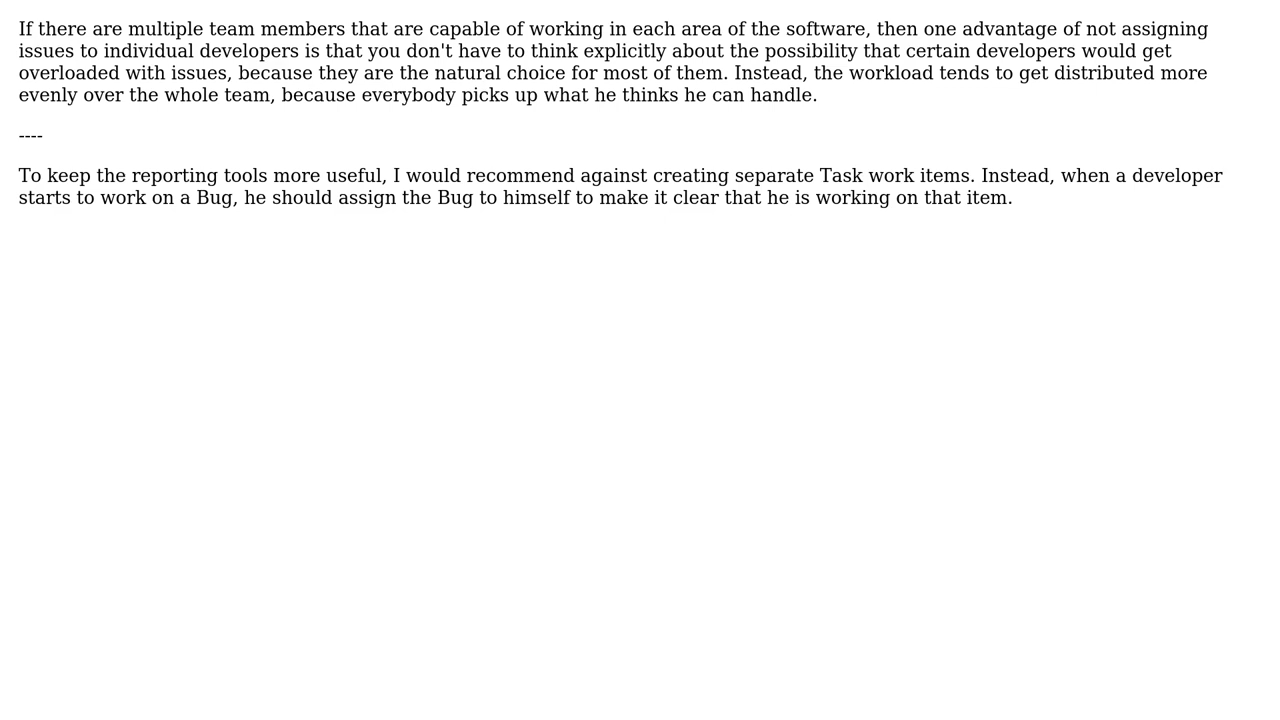 If there are multiple team members that are capable of working in each area of the software, then one advantage of not assigning
issues to individual developers is that you don't have to think explicitly about the possibility that certain developers would get
overloaded with issues, because they are the natural choice for most of them. Instead, the workload tends to get distributed more
evenly over the whole team, because everybody picks up what he thinks he can handle.
----
To keep the reporting tools more useful, I would recommend against creating separate Task work items. Instead, when a developer
starts to work on a Bug, he should assign the Bug to himself to make it clear that he is working on that item.